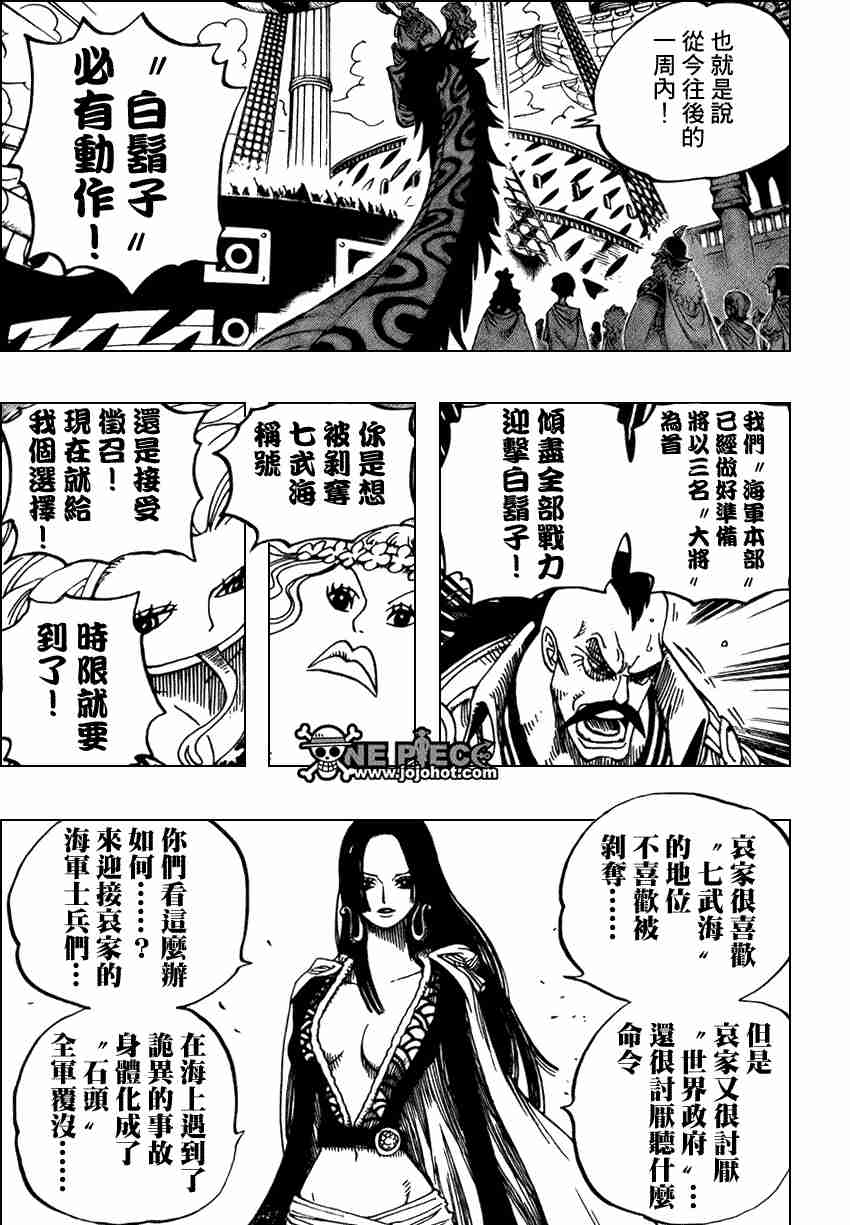 也就是說
從今往後的
一周內！
〝白鬍子〞
必有動作！
我們〝海軍本部〞
已經做好準備
將以三名〝大將〞
為首
傾盡全部戰力
迎擊白鬍子！
你是想
被剝奪
七武海
稱號
還是接受
徵召！
現在就給
我個選擇！
時限就要
到了！
ONE PIECE
www.jojohot.com
哀家很喜歡
〝七武海〞
的地位
不喜歡被
剝奪……
但是
哀家又很討厭
〝世界政府〞…
還很討厭聽什麼
命令
你們看這麼辦
如何……？
來迎接哀家的
海軍士兵們…
在海上遇到了
詭異的事故
身體化成了
〝石頭〞
全軍覆沒……